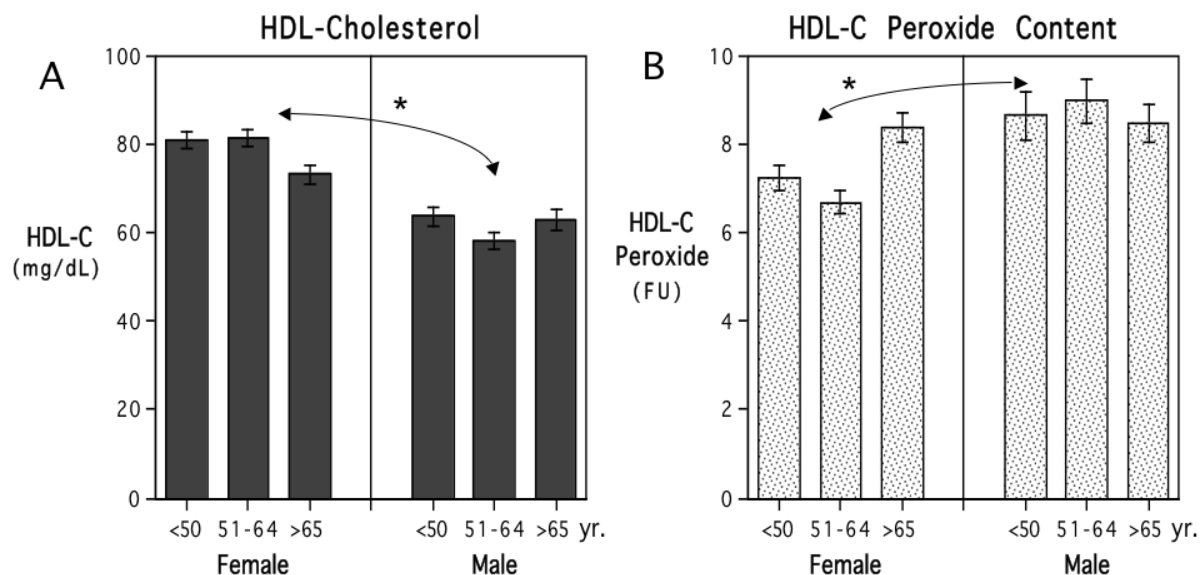 A
HDL-Cholesterol
100
80
60
40
20
0
HDL-C
(mg/dL)
*
<50 51-64 >65 <50 51-64 >65 yr.
Female Male
B
HDL-C Peroxide Content
10
8
6
4
2
0
HDL-C
Peroxide
(FU)
*
<50 51-64 >65 <50 51-64 >65 yr.
Female Male